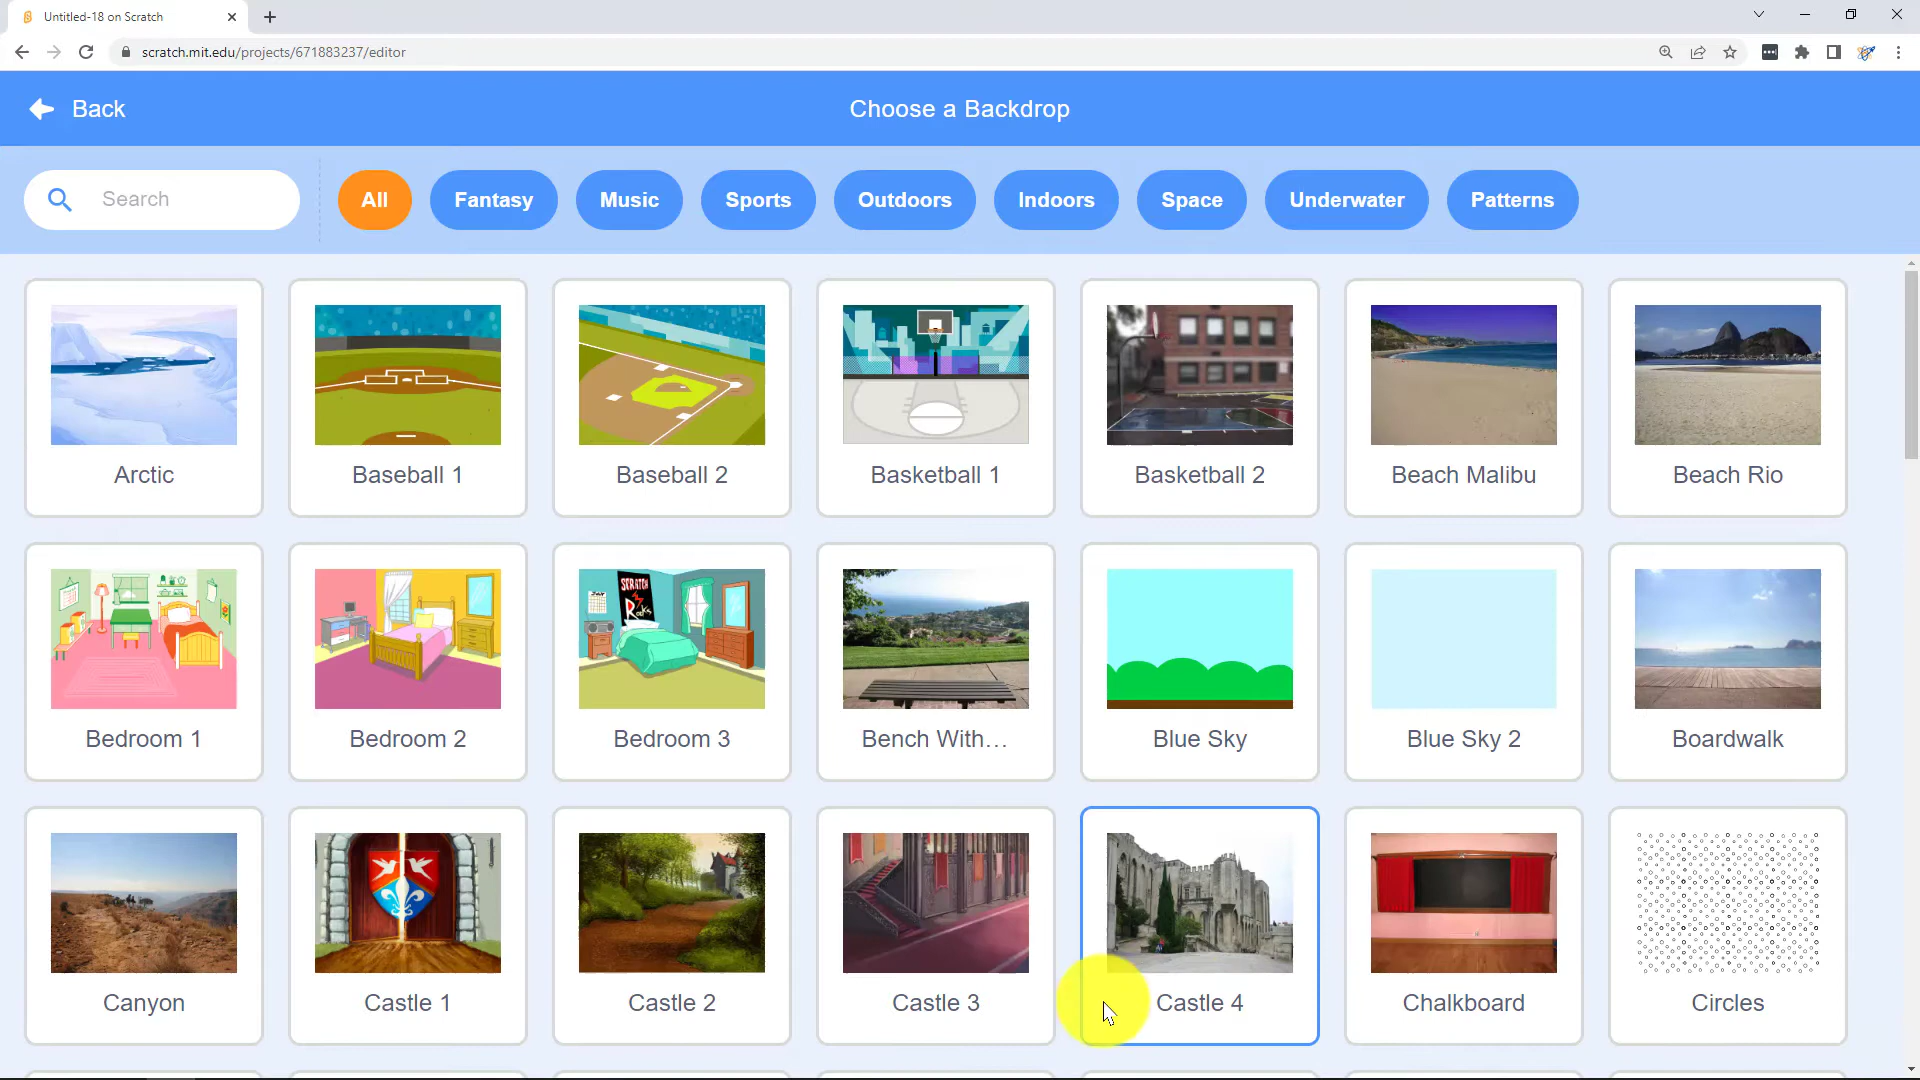 Untitled-18 on Scratch
scratch.mit.edu/projects/671883237/editor
Back
Choose a Backdrop
Search
All
Fantasy
Music
Sports
Outdoors
Indoors
Space
Underwater
Patterns
Arctic
Baseball 1
Baseball 2
Basketball 1
Basketball 2
Beach Malibu
Beach Rio
SCRATCH
Rocks
JULY
Bedroom 1
Bedroom 2
Bedroom 3
Bench With...
Blue Sky
Blue Sky 2
Boardwalk
Canyon
Castle 1
Castle 2
Castle 3
Castle 4
Chalkboard
Circles